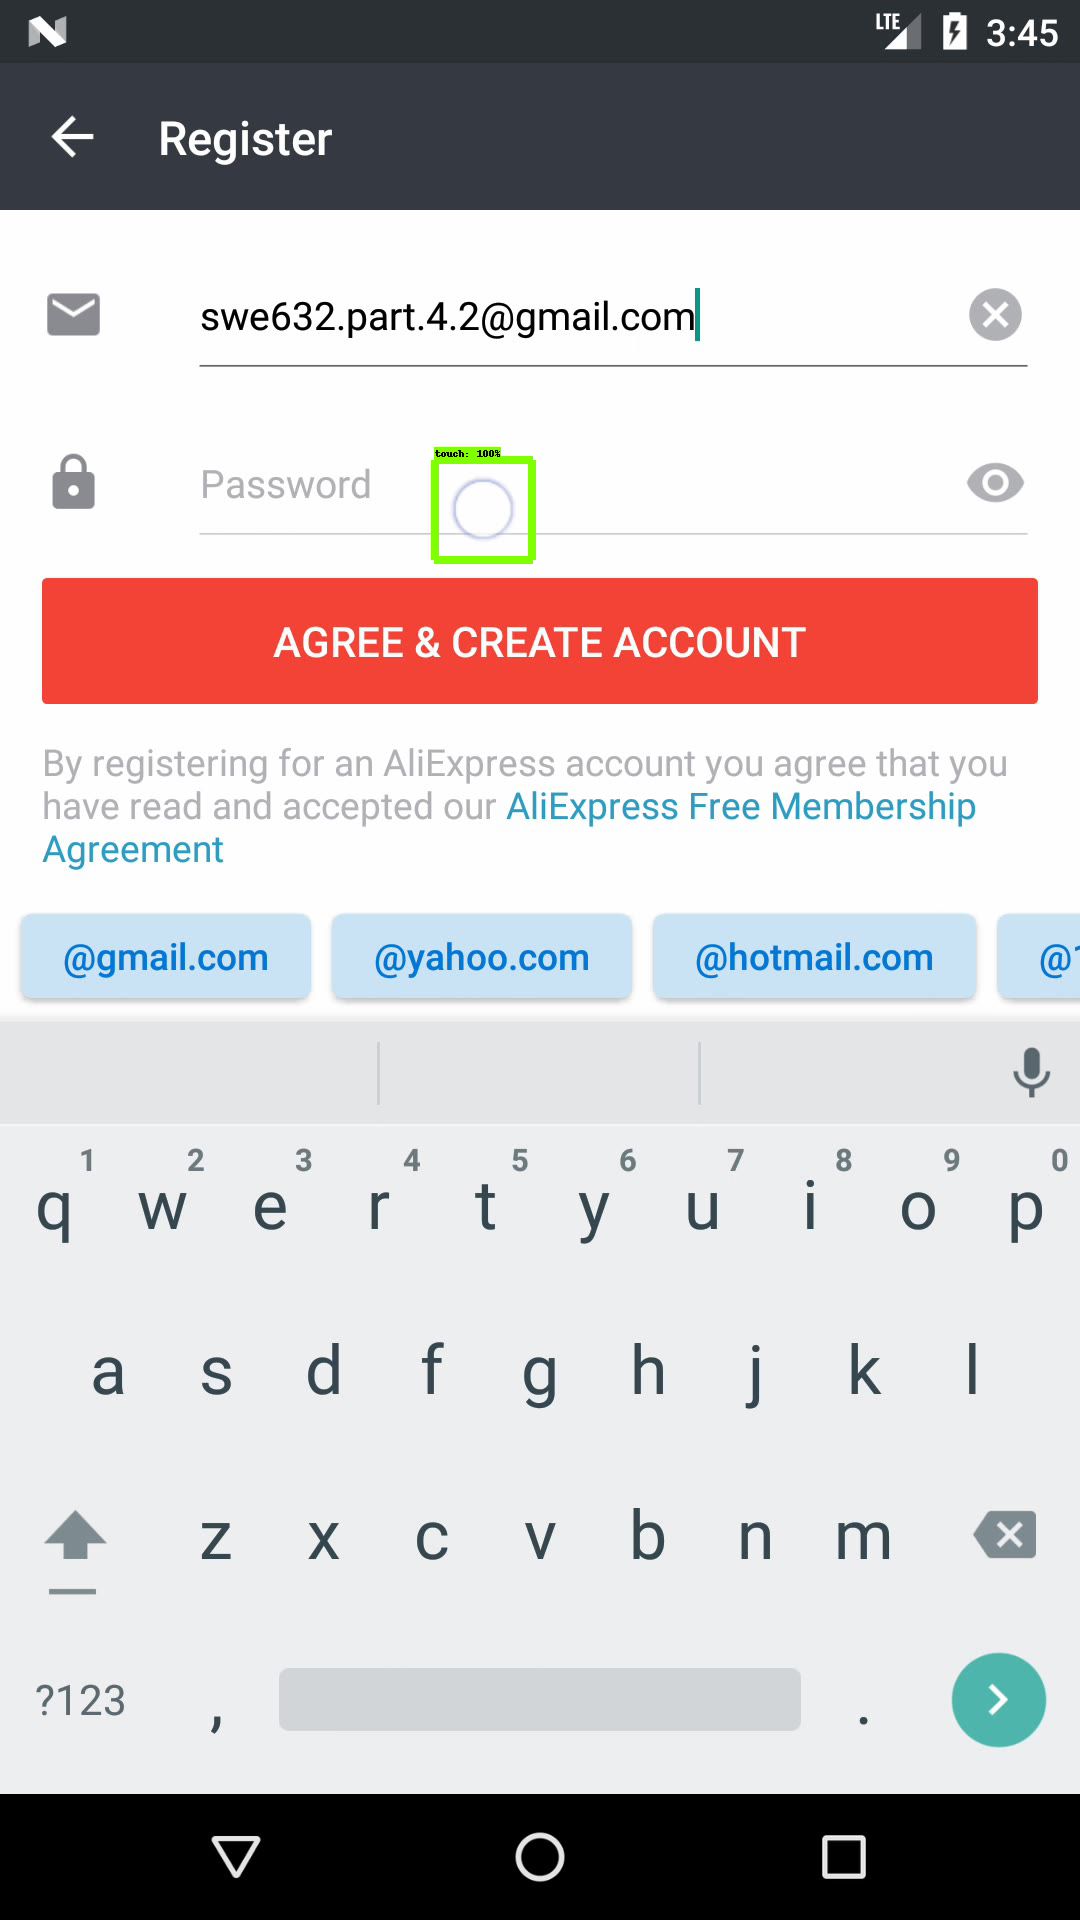 LTE 3:45
Register
swe632.part.4.2@gmail.com
touch: 100%
Password
AGREE & CREATE ACCOUNT
By registering for an AliExpress account you agree that you
have read and accepted our AliExpress Free Membership
Agreement
@gmail.com @yahoo.com @hotmail.com @1
1 2 3 4 5 6 7 8 9 0
q w e r t y u i o p
a s d f g h j k l
z x c v b n m
?123 , .